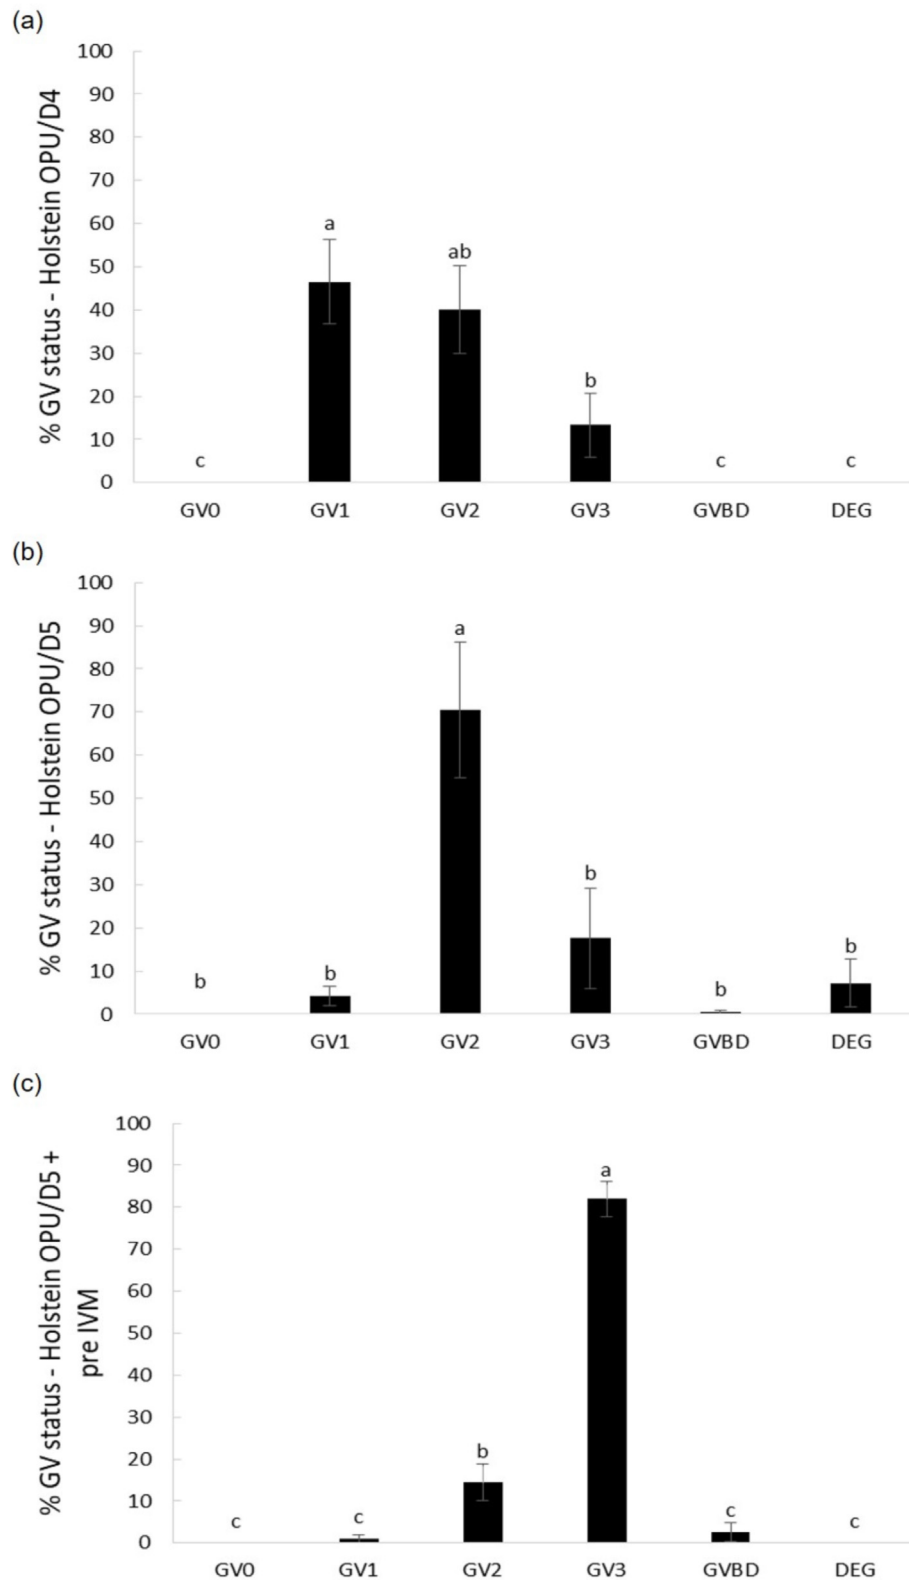 (a)
% GV status - Holstein OPU/D4
100
90
80
70
60
50
40
30
20
10
0
c
a
ab
b
c
c
GV0 GV1 GV2 GV3 GVBD DEG
(b)
% GV status - Holstein OPU/D5
100
90
80
70
60
50
40
30
20
10
0
b
b
a
b
b
b
GV0 GV1 GV2 GV3 GVBD DEG
(c)
% GV status - Holstein OPU/D5 +
pre IVM
100
90
80
70
60
50
40
30
20
10
0
c
c
b
a
c
c
GV0 GV1 GV2 GV3 GVBD DEG